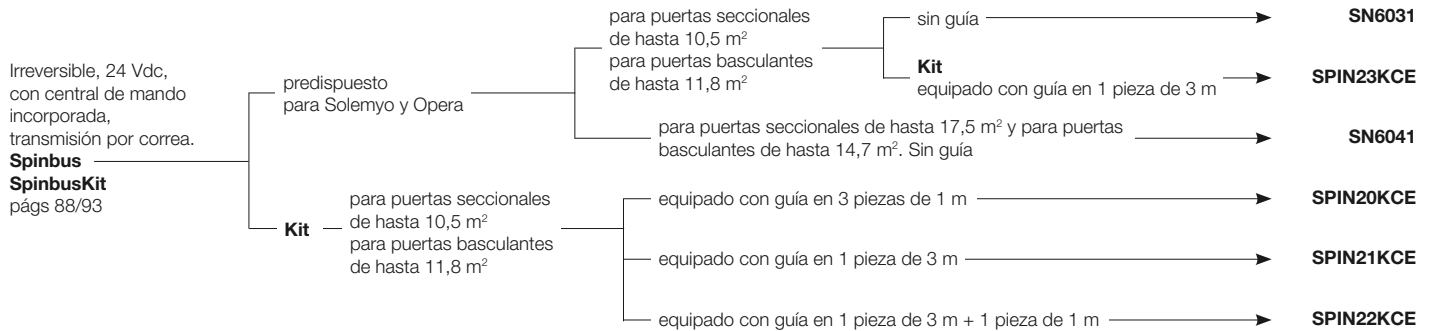 Irreversible, 24 Vdc,
con central de mando
incorporada,
transmisión por correa.
Spinbus
SpinbusKit
págs 88/93
predispuesto
para Solemyo y Opera
para puertas seccionales
de hasta 10,5 m²
para puertas basculantes
de hasta 11,8 m²
sin guía
SN6031
Kit
equipado con guía en 1 pieza de 3 m
SPIN23KCE
para puertas seccionales de hasta 17,5 m² y para puertas
basculantes de hasta 14,7 m². Sin guía
SN6041
Kit
para puertas seccionales
de hasta 10,5 m²
para puertas basculantes
de hasta 11,8 m²
equipado con guía en 3 piezas de 1 m
SPIN20KCE
equipado con guía en 1 pieza de 3 m
SPIN21KCE
equipado con guía en 1 pieza de 3 m + 1 pieza de 1 m
SPIN22KCE